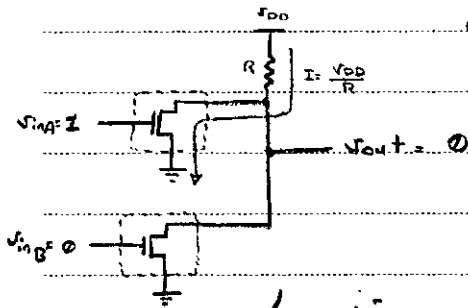 VDD
R
I = VDD/R
VinA = 1
Vout = 0
VinB = 0